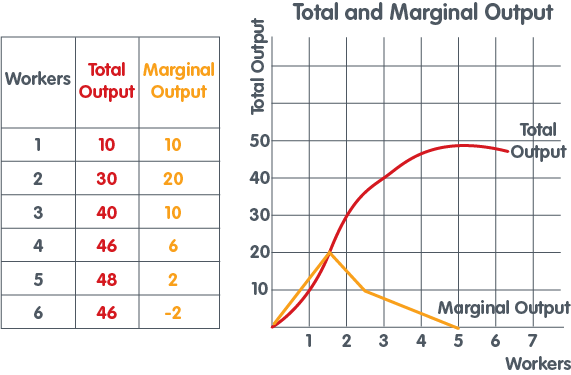 Total and Marginal Output
Workers Total Output Marginal Output
1 10 10
2 30 20
3 40 10
4 46 6
5 48 2
6 46 -2
Total Output
50
40
30
20
10
Total
Output
Marginal Output
1 2 3 4 5 6 7
Workers